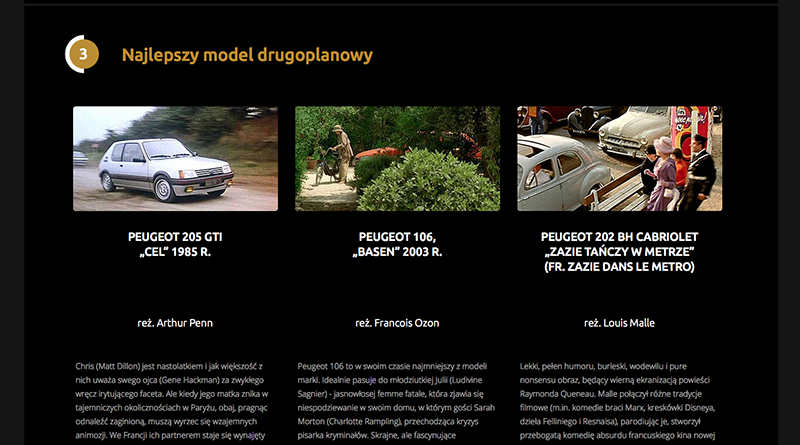 3
Najlepszy model drugoplanowy
PEUGEOT 205 GTI
„CEL” 1985 R.
reż. Arthur Penn
Chris (Matt Dillon) jest nastolatkiem i jak większość z
nich uważa swego ojca (Gene Hackman) za zwykłego
wręcz irytującego faceta. Ale kiedy jego matka znika w
tajemniczych okolicznościach w Paryżu, obaj, pragnąc
odnaleźć zaginioną, muszą wyrzec się wzajemnych
animozji. We Francji ich partnerem staje się wynajęty
PEUGEOT 106,
„BASEN” 2003 R.
reż. Francois Ozon
Peugeot 106 to w swoim czasie najmniejszy z modeli
marki. Idealnie pasuje do młodziutkiej Julii (Ludivine
Sagnier) - jasnowłosej femme fatale, która zjawia się
niespodziewanie w swoim domu, w którym gości Sarah
Morton (Charlotte Rampling), przechodząca kryzys
pisarka kryminałów. Skrajne, ale fascynujące
PEUGEOT 202 BH CABRIOLET
„ZAZIE TAŃCZY W METRZE”
(FR. ZAZIE DANS LE METRO)
reż. Louis Malle
Lekki, pełen humoru, burleski, wodewilu i pure
nonsensu obraz, będący wierną ekranizacją powieści
Raymonda Queneau. Malle połączył różne tradycje
filmowe (m.in. komedie braci Marx, kreskówki Disneya,
dzieła Felliniego i Resnaisa), parodiując je, stworzył
przebogatą komedię absurdu francuskiego kina nowej